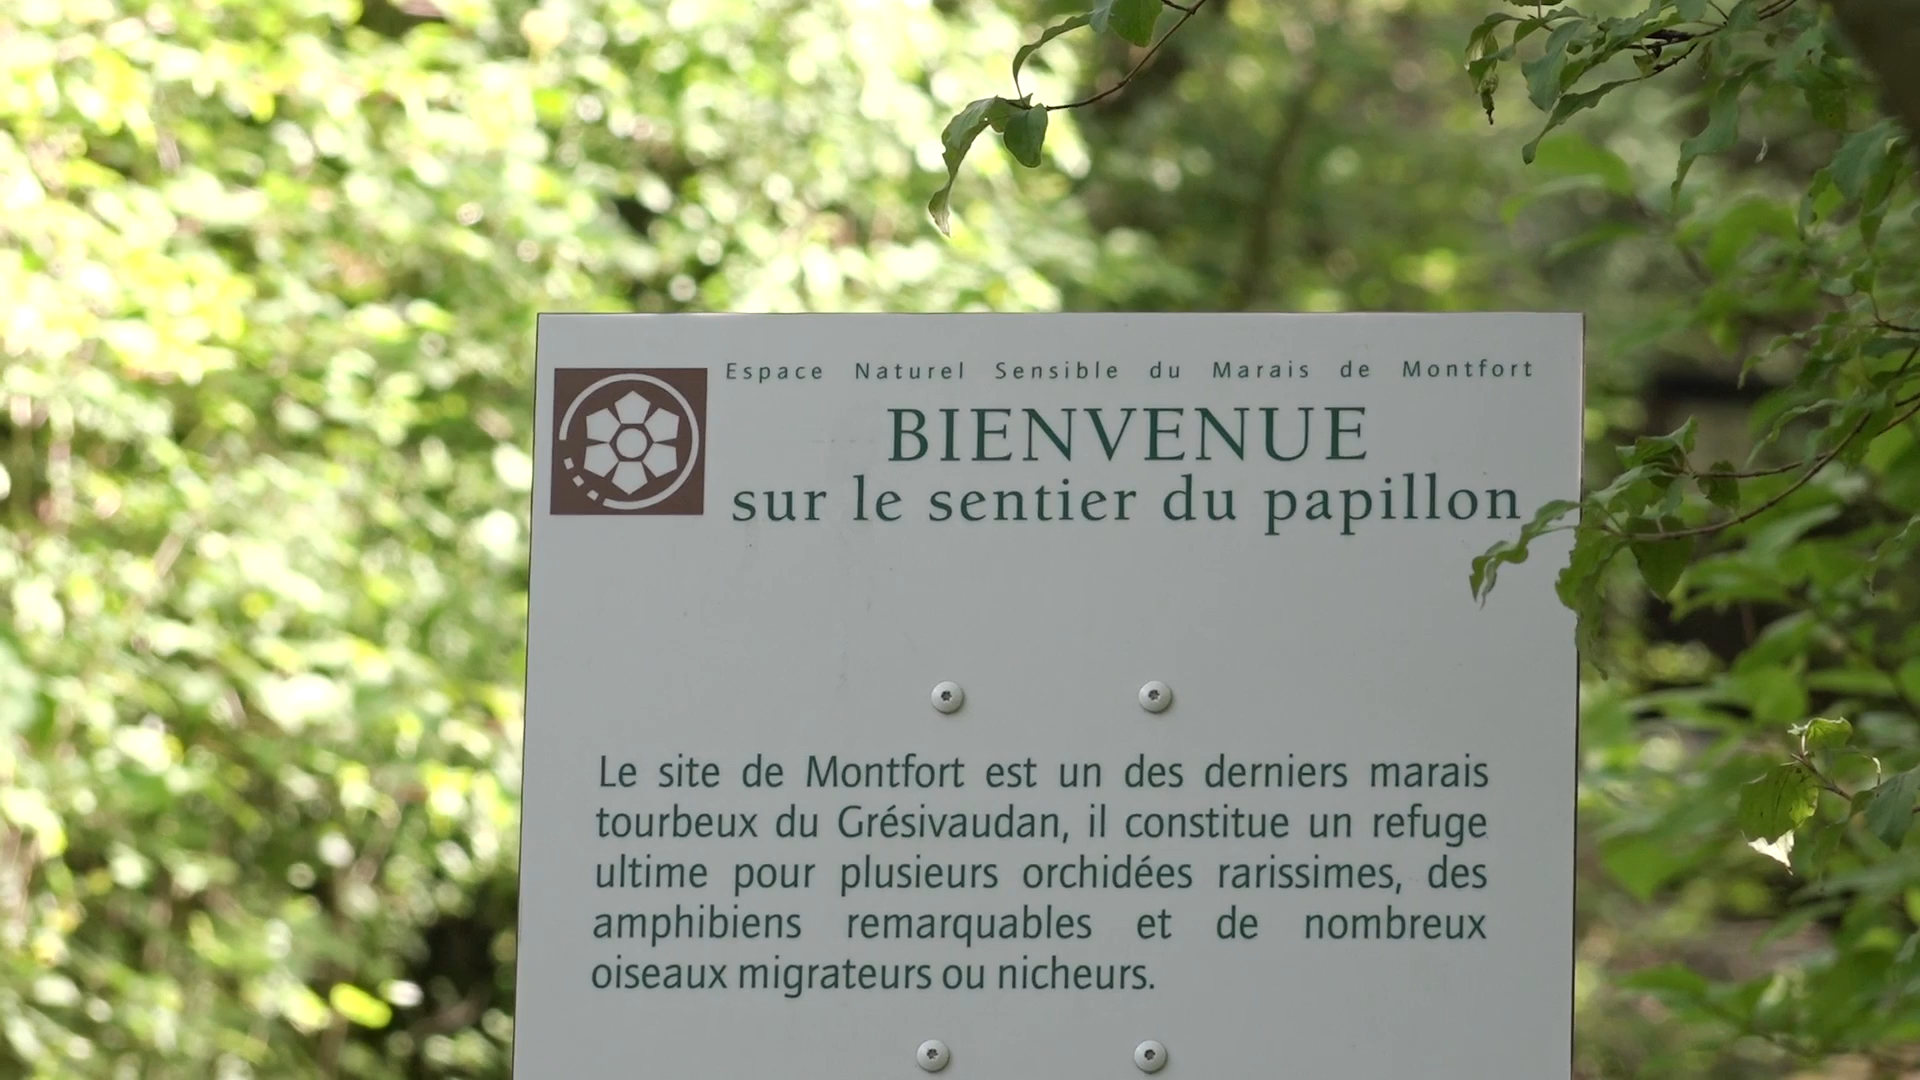 Espace Naturel Sensible du Marais de Montfort
BIENVENUE
sur le sentier du papillon
Le site de Montfort est un des derniers marais
tourbeux du Grésivaudan, il constitue un refuge
ultime pour plusieurs orchidées rarissimes, des
amphibiens remarquables et de nombreux
oiseaux migrateurs ou nicheurs.